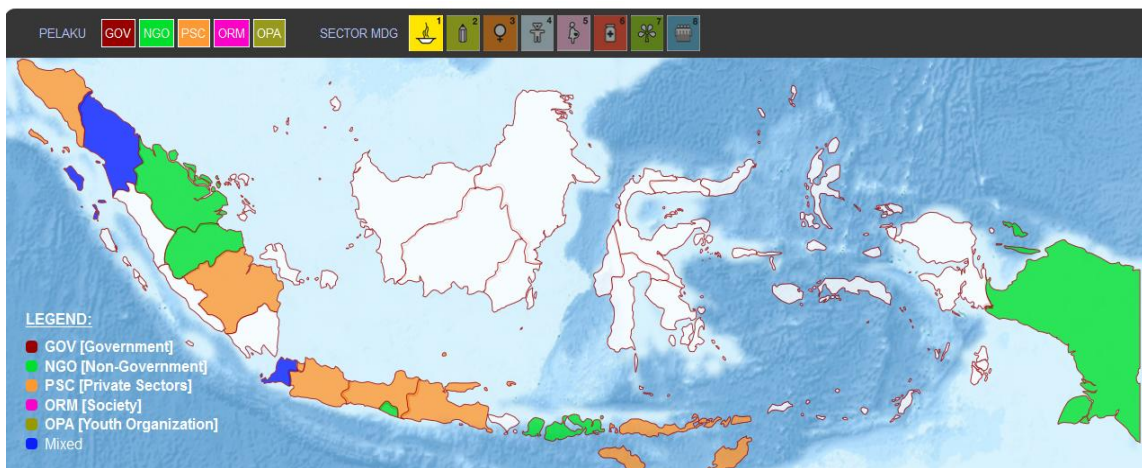 PELAKU GOV NGO PSC ORM OPA SECTOR MDG 1 2 3 4 5 6 7 8
LEGEND:
GOV [Government]
NGO [Non-Government]
PSC [Private Sectors]
ORM [Society]
OPA [Youth Organization]
Mixed